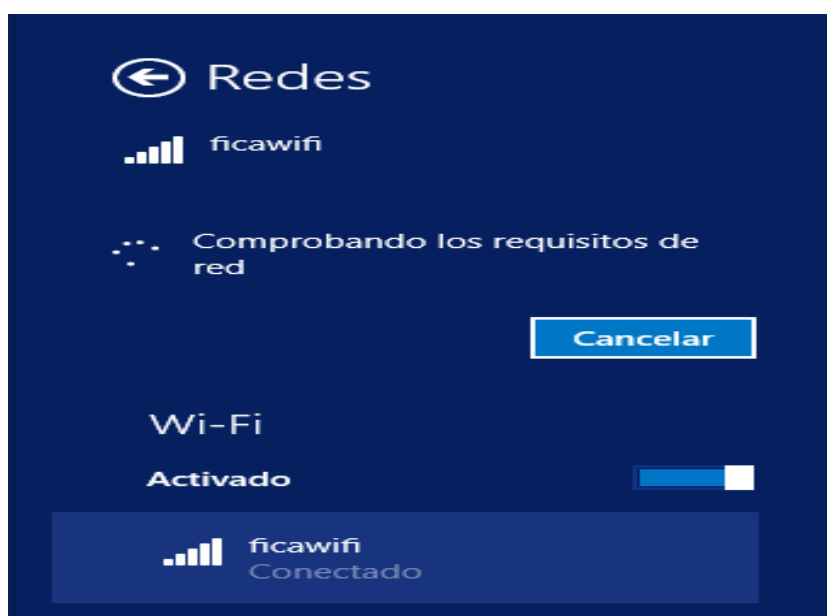 Redes
ficawifi
Comprobando los requisitos de
red
Cancelar
Wi-Fi
Activado
ficawifi
Conectado